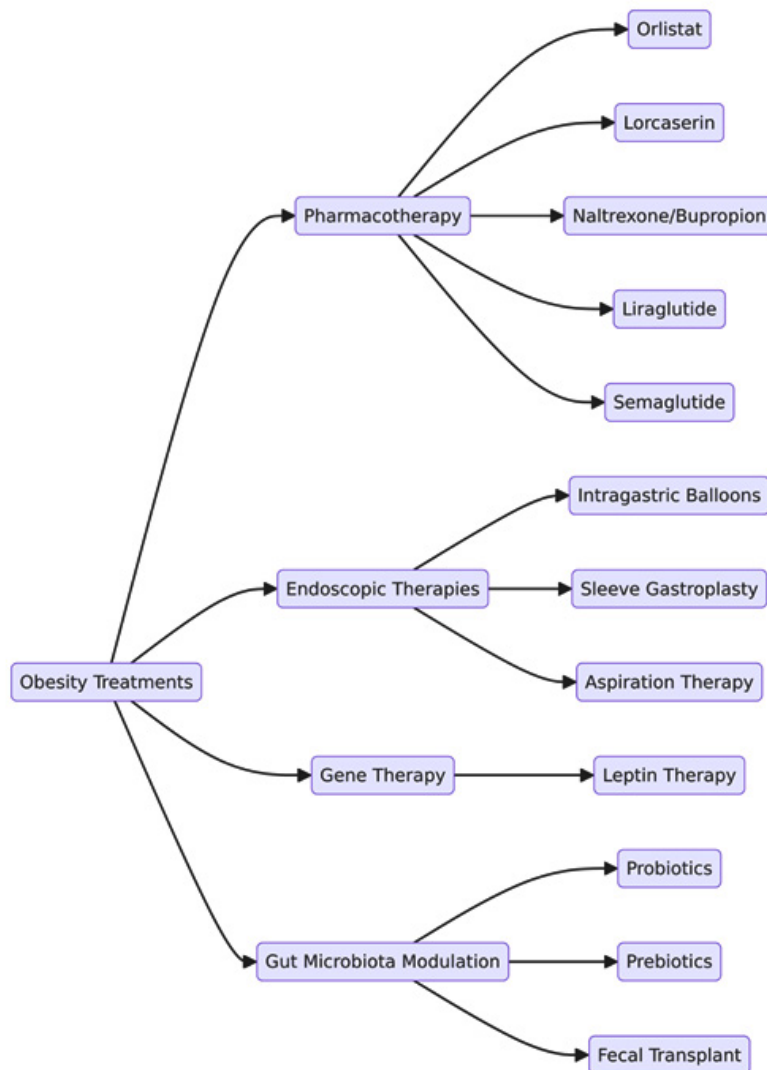 Orlistat
Lorcaserin
Pharmacotherapy
Naltrexone/Bupropion
Liraglutide
Semaglutide
Intragastric Balloons
Endoscopic Therapies
Sleeve Gastroplasty
Obesity Treatments
Aspiration Therapy
Gene Therapy
Leptin Therapy
Probiotics
Gut Microbiota Modulation
Prebiotics
Fecal Transplant